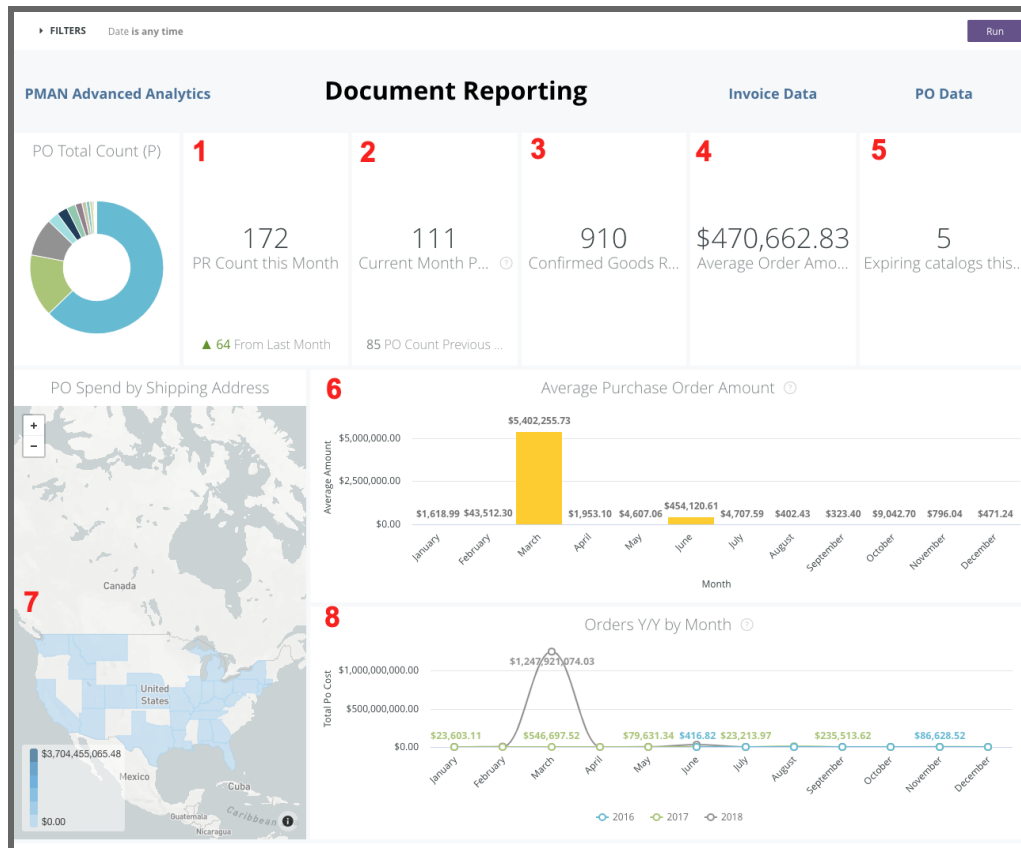 FILTERS Date is any time Run
PMAN Advanced Analytics Document Reporting Invoice Data PO Data
PO Total Count (P) 1 2 3 4 5
172 111 910 $470,662.83 5
PR Count this Month Current Month P... Confirmed Goods R... Average Order Amo... Expiring catalogs this...
▲ 64 From Last Month 85 PO Count Previous ...
PO Spend by Shipping Address
+
−
Canada
7
United
States
$3,704,455,065.48
$0.00
Mexico
Cuba
Guatemala
Nicaragua
Caribbean
6 Average Purchase Order Amount
Average Amount
$5,000,000.00
$2,500,000.00
$0.00
$1,618.99 $43,512.30 $5,402,255.73 $1,953.10 $4,607.06 $454,120.61 $4,707.59 $402.43 $323.40 $9,042.70 $796.04 $471.24
January February March April May June July August September October November December
Month
8 Orders Y/Y by Month
Total Po Cost
$1,000,000,000.00
$500,000,000.00
$0.00
$1,247,921,074.03
$23,603.11 $546,697.52 $79,631.34 $416.82 $23,213.97 $235,513.62 $86,628.52
January February March April May June July August September October November December
2016 2017 2018